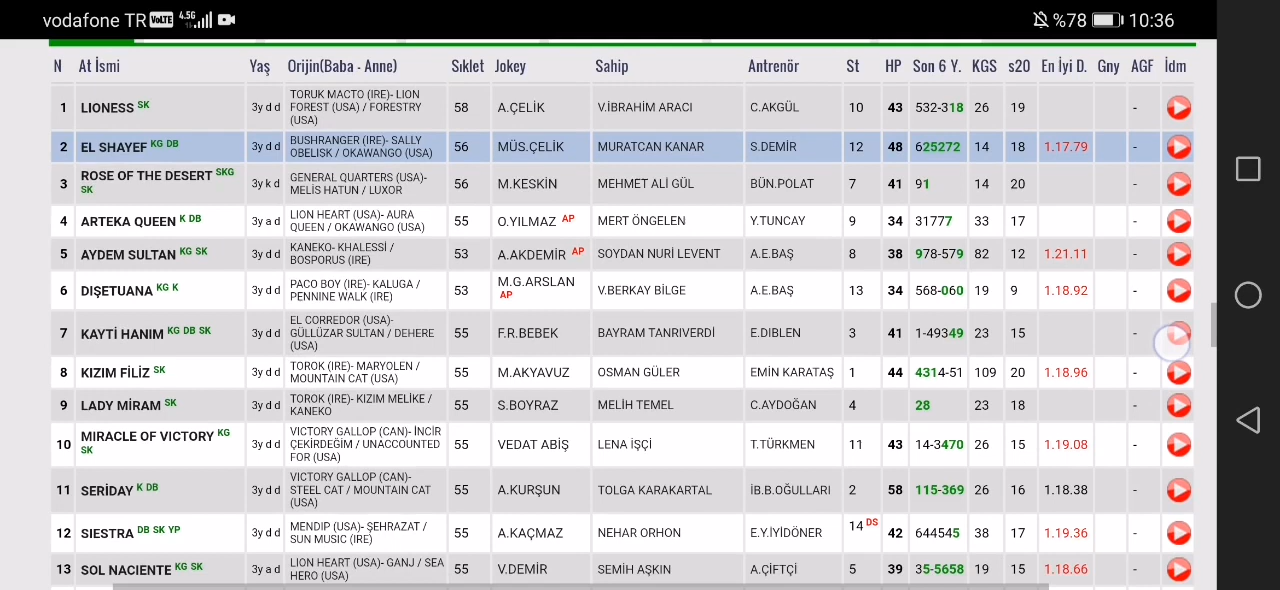 vodafone TR VoLTE 4.5G %78 10:36
N At İsmi Yaş Orijin(Baba - Anne) Sıklet Jokey Sahip Antrenör St HP Son 6 Y. KGS s20 En İyi D. Gny AGF İdm
1 LIONESS SK 3y d d TORUK MACTO (IRE)- LION FOREST (USA) / FORESTRY (USA) 58 A.ÇELİK V.İBRAHİM ARACI C.AKGÜL 10 43 532-318 26 19 -
2 EL SHAYEF KG DB 3y d d BUSHRANGER (IRE)- SALLY OBELISK / OKAWANGO (USA) 56 MÜS.ÇELİK MURATCAN KANAR S.DEMİR 12 48 625272 14 18 1.17.79 -
3 ROSE OF THE DESERT SKG SK 3y k d GENERAL QUARTERS (USA)- MELİS HATUN / LUXOR 56 M.KESKİN MEHMET ALİ GÜL BÜN.POLAT 7 41 91 14 20 -
4 ARTEKA QUEEN K DB 3y a d LION HEART (USA)- AURA QUEEN / OKAWANGO (USA) 55 O.YILMAZ AP MERT ÖNGELEN Y.TUNCAY 9 34 31777 33 17 -
5 AYDEM SULTAN KG SK 3y d d KANEKO- KHALESSİ / BOSPORUS (IRE) 53 A.AKDEMİR AP SOYDAN NURİ LEVENT A.E.BAŞ 8 38 978-579 82 12 1.21.11 -
6 DIŞETUANA KG K 3y d d PACO BOY (IRE)- KALUGA / PENNINE WALK (IRE) 53 M.G.ARSLAN AP V.BERKAY BİLGE A.E.BAŞ 13 34 568-060 19 9 1.18.92 -
7 KAYTİ HANIM KG DB SK 3y d d EL CORREDOR (USA)- GÜLLÜZAR SULTAN / DEHERE (USA) 55 F.R.BEBEK BAYRAM TANRIVERDİ E.DIBLEN 3 41 1-49349 23 15 -
8 KIZIM FİLİZ SK 3y d d TOROK (IRE)- MARYOLEN / MOUNTAIN CAT (USA) 55 M.AKYAVUZ OSMAN GÜLER EMİN KARATAŞ 1 44 4314-51 109 20 1.18.96 -
9 LADY MIRAM SK 3y d d TOROK (IRE)- KIZIM MELİKE / KANEKO 55 S.BOYRAZ MELİH TEMEL C.AYDOĞAN 4 28 23 18 -
10 MIRACLE OF VICTORY KG SK 3y d d VICTORY GALLOP (CAN)- İNCİR ÇEKİRDEĞİM / UNACCOUNTED FOR (USA) 55 VEDAT ABİŞ LENA İŞÇİ T.TÜRKMEN 11 43 14-3470 26 15 1.19.08 -
11 SERİDAY K DB 3y d d VICTORY GALLOP (CAN)- STEEL CAT / MOUNTAIN CAT (USA) 55 A.KURŞUN TOLGA KARAKARTAL İB.B.OĞULLARI 2 58 115-369 26 16 1.18.38 -
12 SIESTRA DB SK YP 3y d d MENDIP (USA)- ŞEHRAZAT / SUN MUSIC (IRE) 55 A.KAÇMAZ NEHAR ORHON E.Y.İYİDÖNER 14 DS 42 644545 38 17 1.19.36 -
13 SOL NACIENTE KG SK 3y a d LION HEART (USA)- GANJ / SEA HERO (USA) 55 V.DEMİR SEMİH AŞKIN A.ÇİFTÇİ 5 39 35-5658 19 15 1.18.66 -